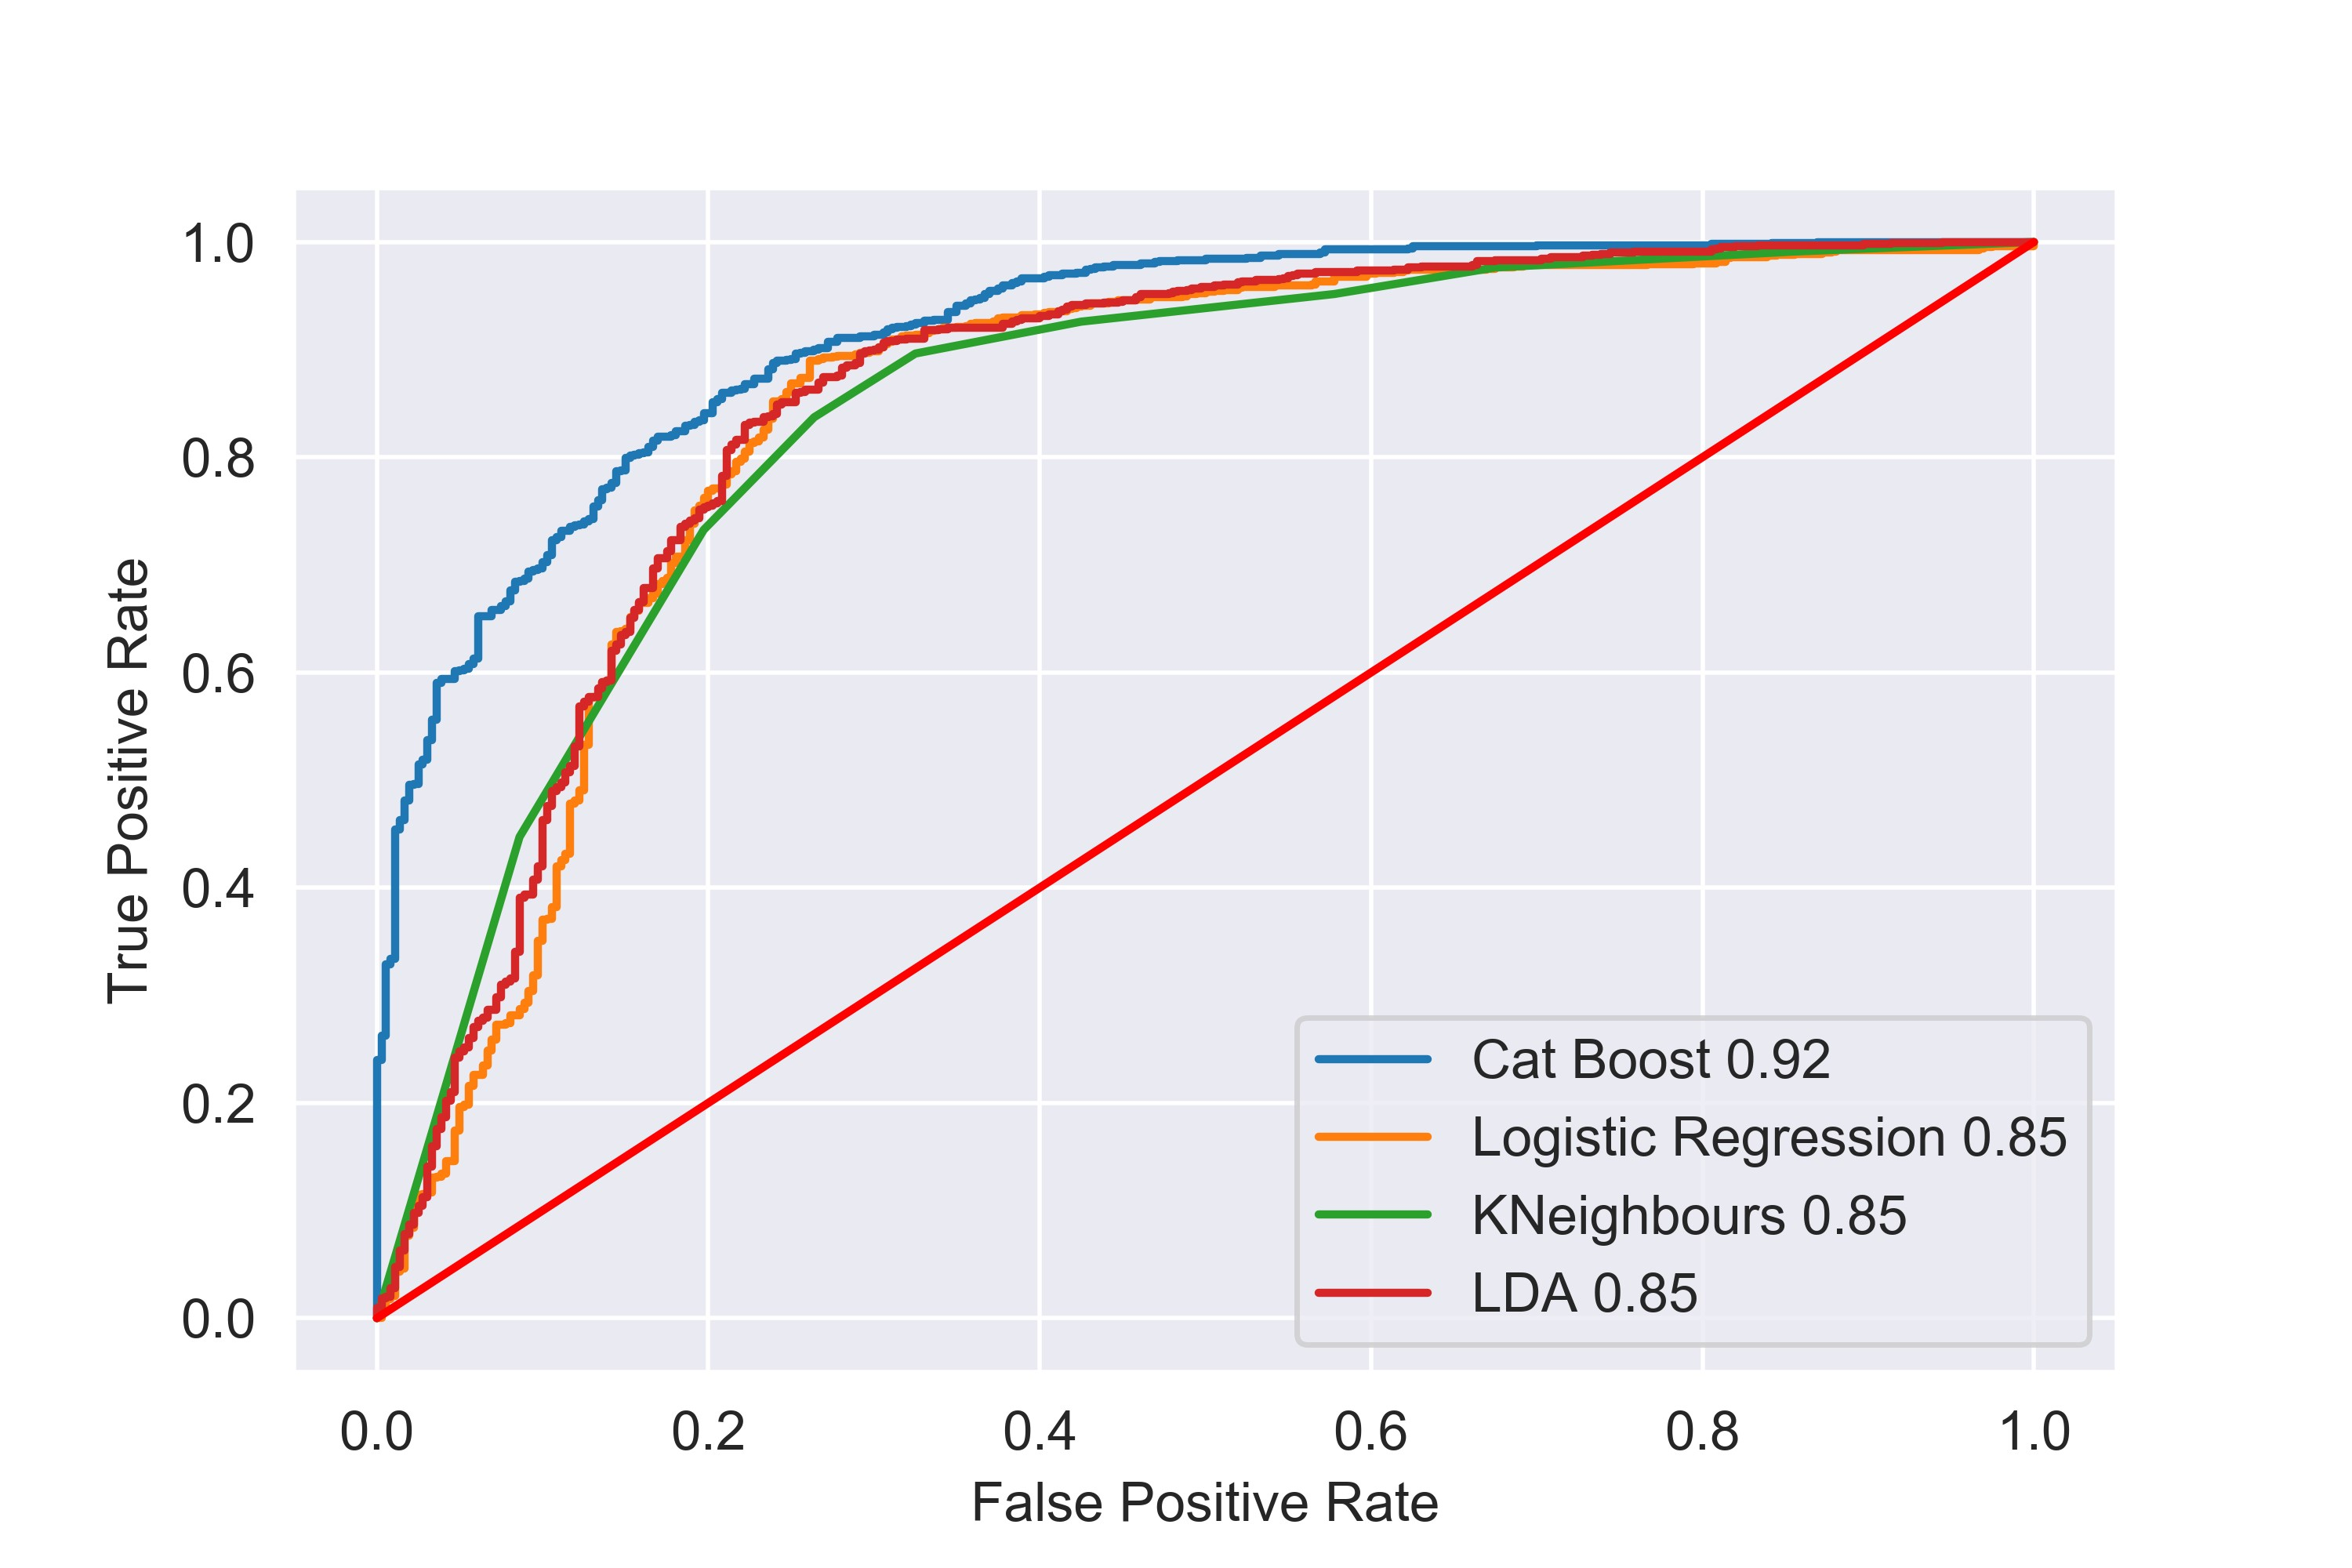 1.0
0.8
0.6
0.4
0.2
0.0
True Positive Rate
Cat Boost 0.92
Logistic Regression 0.85
KNeighbours 0.85
LDA 0.85
0.0 0.2 0.4 0.6 0.8 1.0
False Positive Rate